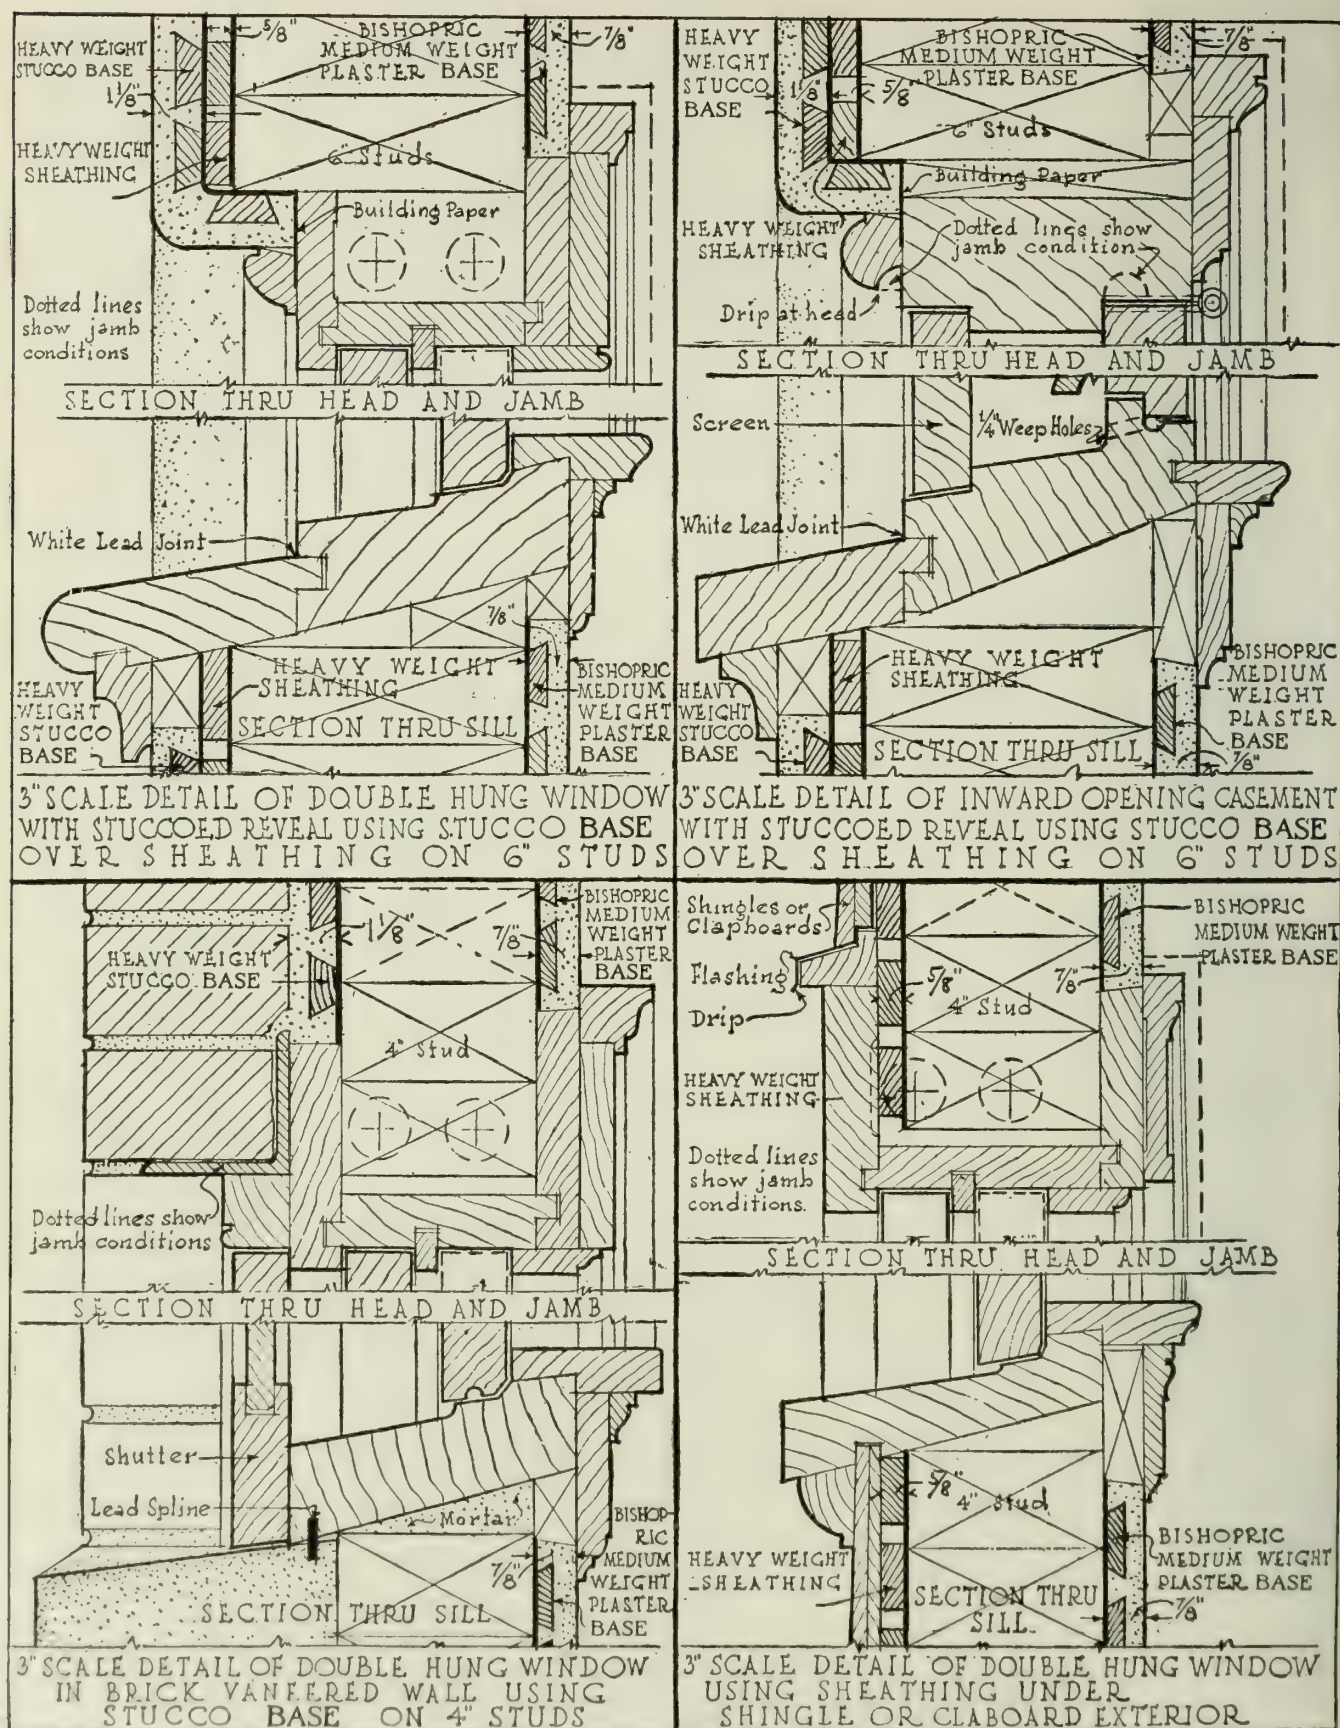 HEAVY WEIGHT
STUCCO BASE
1 1/8"
HEAVY WEIGHT
SHEATHING
5/8"
BISHOPRIC
MEDIUM WEIGHT
PLASTER BASE
7/8"
6" Studs
Building Paper
Dotted lines
show jamb
conditions
SECTION THRU HEAD AND JAMB
White Lead Joint
7/8"
HEAVY WEIGHT
SHEATHING
SECTION THRU SILL
HEAVY
WEIGHT
STUCCO
BASE
BISHOPRIC
MEDIUM
WEIGHT
PLASTER
BASE
3" SCALE DETAIL OF DOUBLE HUNG WINDOW
WITH STUCCOED REVEAL USING STUCCO BASE
OVER SHEATHING ON 6" STUDS
HEAVY
WEIGHT
STUCCO
BASE
1 1/8"
5/8"
BISHOPRIC
MEDIUM WEIGHT
PLASTER BASE
7/8"
6" Studs
Building Paper
HEAVY WEIGHT
SHEATHING
Dotted lines show
jamb condition
Drip at head
SECTION THRU HEAD AND JAMB
Screen
1/4" Weep Holes
White Lead Joint
HEAVY WEIGHT
SHEATHING
SECTION THRU SILL
HEAVY
WEIGHT
STUCCO
BASE
BISHOPRIC
MEDIUM
WEIGHT
PLASTER
BASE
7/8"
3" SCALE DETAIL OF INWARD OPENING CASEMENT
WITH STUCCOED REVEAL USING STUCCO BASE
OVER SHEATHING ON 6" STUDS
1 1/8"
HEAVY WEIGHT
STUCCO BASE
7/8"
BISHOPRIC
MEDIUM
WEIGHT
PLASTER
BASE
4" Stud
Dotted lines show
jamb conditions
SECTION THRU HEAD AND JAMB
Shutter
Lead Spline
Mortar
7/8"
BISHOP-
RIC
MEDIUM
WEIGHT
PLASTER
BASE
SECTION THRU SILL
3" SCALE DETAIL OF DOUBLE HUNG WINDOW
IN BRICK VANEERED WALL USING
STUCCO BASE ON 4" STUDS
Shingles or
Clapboards
Flashing
Drip
5/8"
4" Stud
7/8"
BISHOPRIC
MEDIUM WEIGHT
PLASTER BASE
HEAVY WEIGHT
SHEATHING
Dotted lines
show jamb
conditions.
SECTION THRU HEAD AND JAMB
5/8"
4" Stud
HEAVY WEIGHT
SHEATHING
SECTION THRU
SILL
BISHOPRIC
MEDIUM WEIGHT
PLASTER BASE
7/8"
3" SCALE DETAIL OF DOUBLE HUNG WINDOW
USING SHEATHING UNDER
SHINGLE OR CLABOARD EXTERIOR